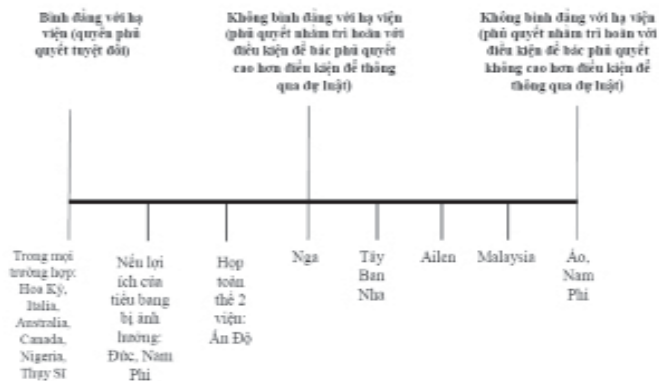 Bình đẳng với hạ
viện (quyền phủ
quyết tuyệt đối)
Không bình đẳng với hạ viện
(phủ quyết nhằm trì hoãn với
điều kiện để bác phủ quyết
cao hơn điều kiện để thông
qua dự luật)
Không bình đẳng với hạ viện
(phủ quyết nhằm trì hoãn với
điều kiện để bác phủ quyết
không cao hơn điều kiện để
thông qua dự luật)
Trong mọi
trường hợp:
Hoa Kỳ,
Italia,
Australia,
Canada,
Nigeria,
Thụy Sĩ
Nếu lợi
ích của
tiểu bang
bị ảnh
hưởng:
Đức, Nam
Phi
Họp
toàn
thể 2
viện:
Ấn Độ
Nga
Tây
Ban
Nha
Ailen
Malaysia
Áo,
Nam
Phi